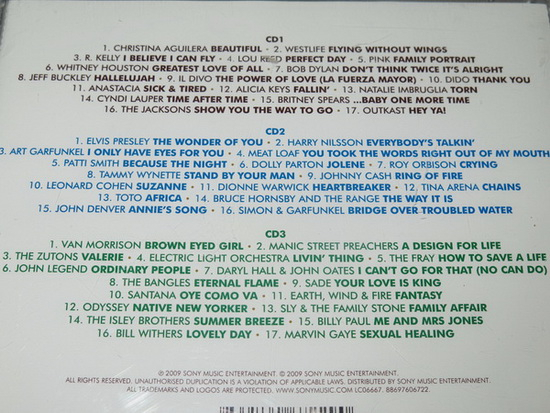 CD1
1. CHRISTINA AGUILERA BEAUTIFUL • 2. WESTLIFE FLYING WITHOUT WINGS
3. R. KELLY I BELIEVE I CAN FLY • 4. LOU REED PERFECT DAY • 5. PINK FAMILY PORTRAIT
6. WHITNEY HOUSTON GREATEST LOVE OF ALL • 7. BOB DYLAN DON'T THINK TWICE IT'S ALRIGHT
8. JEFF BUCKLEY HALLELUJAH • 9. IL DIVO THE POWER OF LOVE (LA FUERZA MAYOR) • 10. DIDO THANK YOU
11. ANASTACIA SICK & TIRED • 12. ALICIA KEYS FALLIN' • 13. NATALIE IMBRUGLIA TORN
14. CYNDI LAUPER TIME AFTER TIME • 15. BRITNEY SPEARS ...BABY ONE MORE TIME
16. THE JACKSONS SHOW YOU THE WAY TO GO • 17. OUTKAST HEY YA!
CD2
1. ELVIS PRESLEY THE WONDER OF YOU • 2. HARRY NILSSON EVERYBODY'S TALKIN'
3. ART GARFUNKEL I ONLY HAVE EYES FOR YOU • 4. MEAT LOAF YOU TOOK THE WORDS RIGHT OUT OF MY MOUTH
5. PATTI SMITH BECAUSE THE NIGHT • 6. DOLLY PARTON JOLENE • 7. ROY ORBISON CRYING
8. TAMMY WYNETTE STAND BY YOUR MAN • 9. JOHNNY CASH RING OF FIRE
10. LEONARD COHEN SUZANNE • 11. DIONNE WARWICK HEARTBREAKER • 12. TINA ARENA CHAINS
13. TOTO AFRICA • 14. BRUCE HORNSBY AND THE RANGE THE WAY IT IS
15. JOHN DENVER ANNIE'S SONG • 16. SIMON & GARFUNKEL BRIDGE OVER TROUBLED WATER
CD3
1. VAN MORRISON BROWN EYED GIRL • 2. MANIC STREET PREACHERS A DESIGN FOR LIFE
3. THE ZUTONS VALERIE • 4. ELECTRIC LIGHT ORCHESTRA LIVIN' THING • 5. THE FRAY HOW TO SAVE A LIFE
6. JOHN LEGEND ORDINARY PEOPLE • 7. DARYL HALL & JOHN OATES I CAN'T GO FOR THAT (NO CAN DO)
8. THE BANGLES ETERNAL FLAME • 9. SADE YOUR LOVE IS KING
10. SANTANA OYE COMO VA • 11. EARTH, WIND & FIRE FANTASY
12. ODYSSEY NATIVE NEW YORKER • 13. SLY & THE FAMILY STONE FAMILY AFFAIR
14. THE ISLEY BROTHERS SUMMER BREEZE • 15. BILLY PAUL ME AND MRS JONES
16. BILL WITHERS LOVELY DAY • 17. MARVIN GAYE SEXUAL HEALING
℗ 2009 SONY MUSIC ENTERTAINMENT. © 2009 SONY MUSIC ENTERTAINMENT.
ALL RIGHTS RESERVED. UNAUTHORISED DUPLICATION IS A VIOLATION OF APPLICABLE LAWS. DISTRIBUTED BY SONY MUSIC ENTERTAINMENT.
ALL TRADEMARKS AND LOGOS ARE PROTECTED. WWW.SONYMUSIC.COM LC06667. 88697606722.